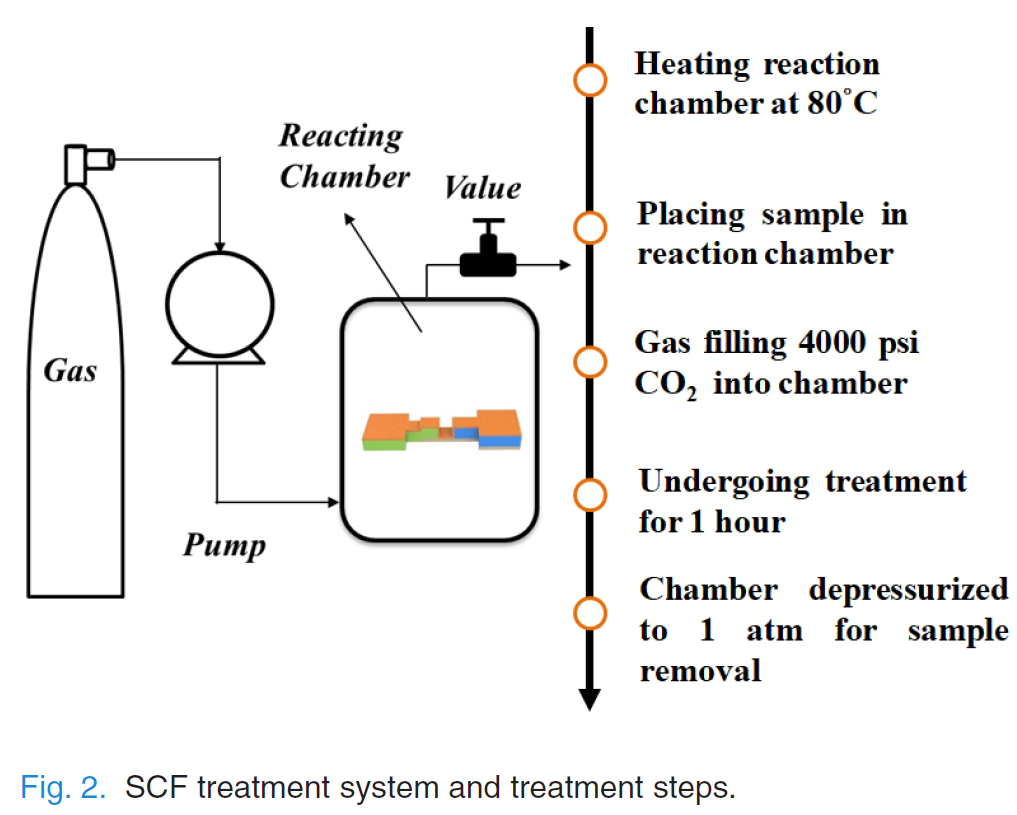 Reacting
Chamber
Value
Gas
Pump
Heating reaction
chamber at 80°C
Placing sample in
reaction chamber
Gas filling 4000 psi
CO₂ into chamber
Undergoing treatment
for 1 hour
Chamber depressurized
to 1 atm for sample
removal
Fig. 2. SCF treatment system and treatment steps.